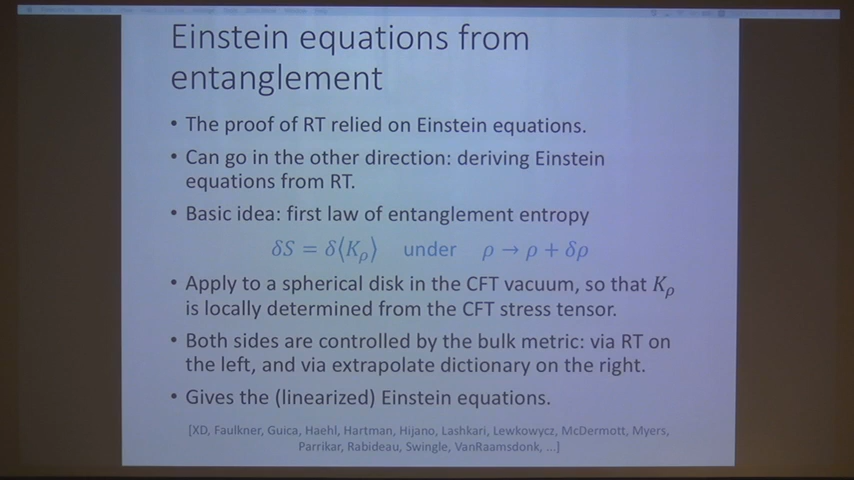 Einstein equations from
entanglement
• The proof of RT relied on Einstein equations.
• Can go in the other direction: deriving Einstein
equations from RT.
• Basic idea: first law of entanglement entropy
δS = δ⟨K_ρ⟩ under ρ → ρ + δρ
• Apply to a spherical disk in the CFT vacuum, so that K_ρ
is locally determined from the CFT stress tensor.
• Both sides are controlled by the bulk metric: via RT on
the left, and via extrapolate dictionary on the right.
• Gives the (linearized) Einstein equations.
[XD, Faulkner, Guica, Haehl, Hartman, Hijano, Lashkari, Lewkowycz, McDermott, Myers,
Parrikar, Rabideau, Swingle, VanRaamsdonk, ...]